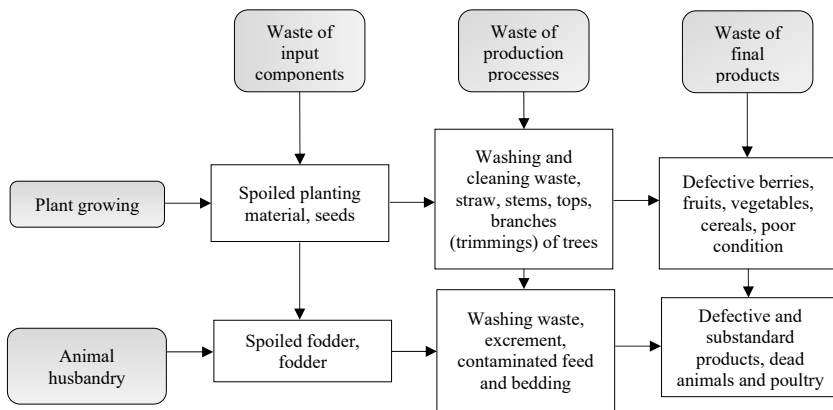 Waste of
input
components
Waste of
production
processes
Waste of
final
products
Plant growing
Spoiled planting
material, seeds
Washing and
cleaning waste,
straw, stems, tops,
branches
(trimmings) of trees
Defective berries,
fruits, vegetables,
cereals, poor
condition
Animal
husbandry
Spoiled fodder,
fodder
Washing waste,
excrement,
contaminated feed
and bedding
Defective and
substandard
products, dead
animals and poultry